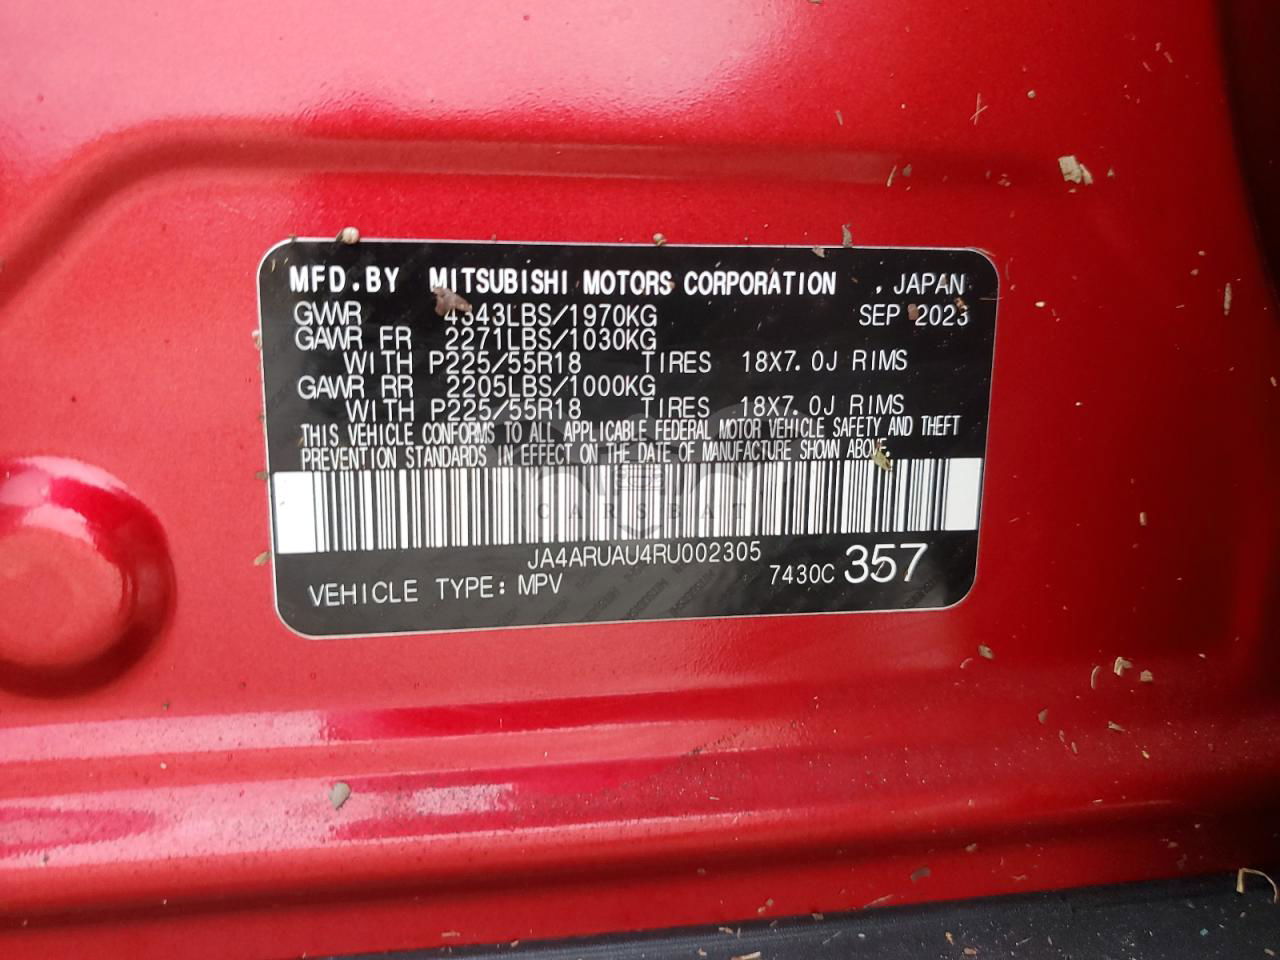 MFD.BY MITSUBISHI MOTORS CORPORATION , JAPAN
GVWR 4343LBS/1970KG SEP 2023
GAWR FR 2271LBS/1030KG
WITH P225/55R18 TIRES 18X7.0J RIMS
GAWR RR 2205LBS/1000KG
WITH P225/55R18 TIRES 18X7.0J RIMS
THIS VEHICLE CONFORMS TO ALL APPLICABLE FEDERAL MOTOR VEHICLE SAFETY AND THEFT
PREVENTION STANDARDS IN EFFECT ON THE DATE OF MANUFACTURE SHOWN ABOVE.
CARSBAT
JA4ARUAU4RU002305
VEHICLE TYPE: MPV 7430C 357